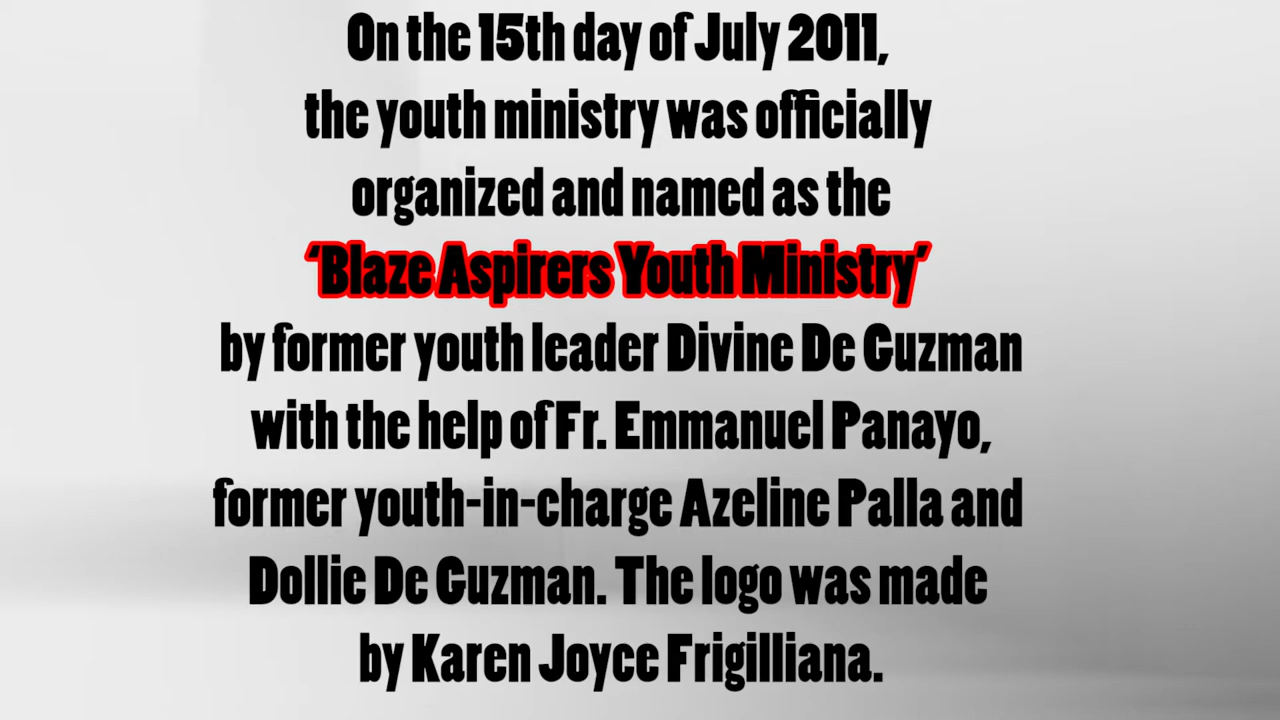 On the 15th day of July 2011,
the youth ministry was officially
organized and named as the
‘Blaze Aspirers Youth Ministry’
by former youth leader Divine De Guzman
with the help of Fr. Emmanuel Panayo,
former youth-in-charge Azeline Palla and
Dollie De Guzman. The logo was made
by Karen Joyce Frigilliana.